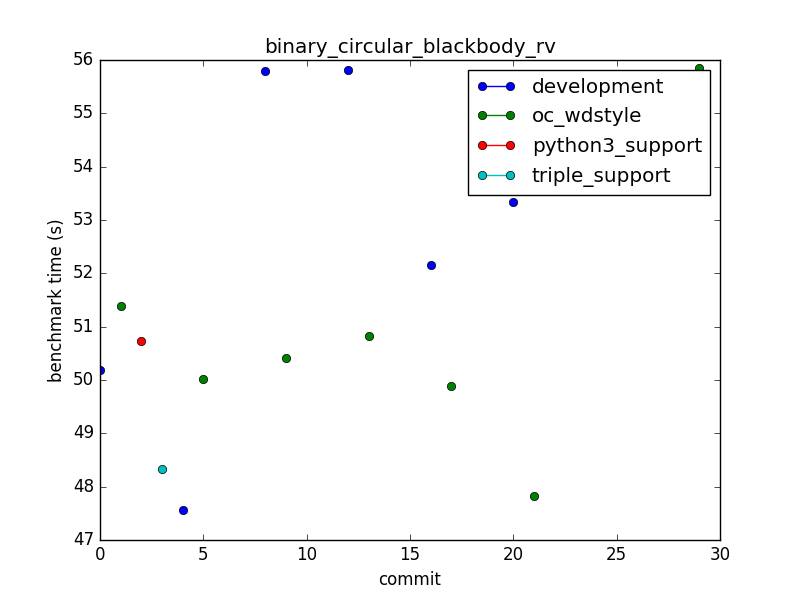 binary_circular_blackbody_rv
56
55
54
53
52
51
50
49
48
47
benchmark time (s)
development
oc_wdstyle
python3_support
triple_support
0 5 10 15 20 25 30
commit